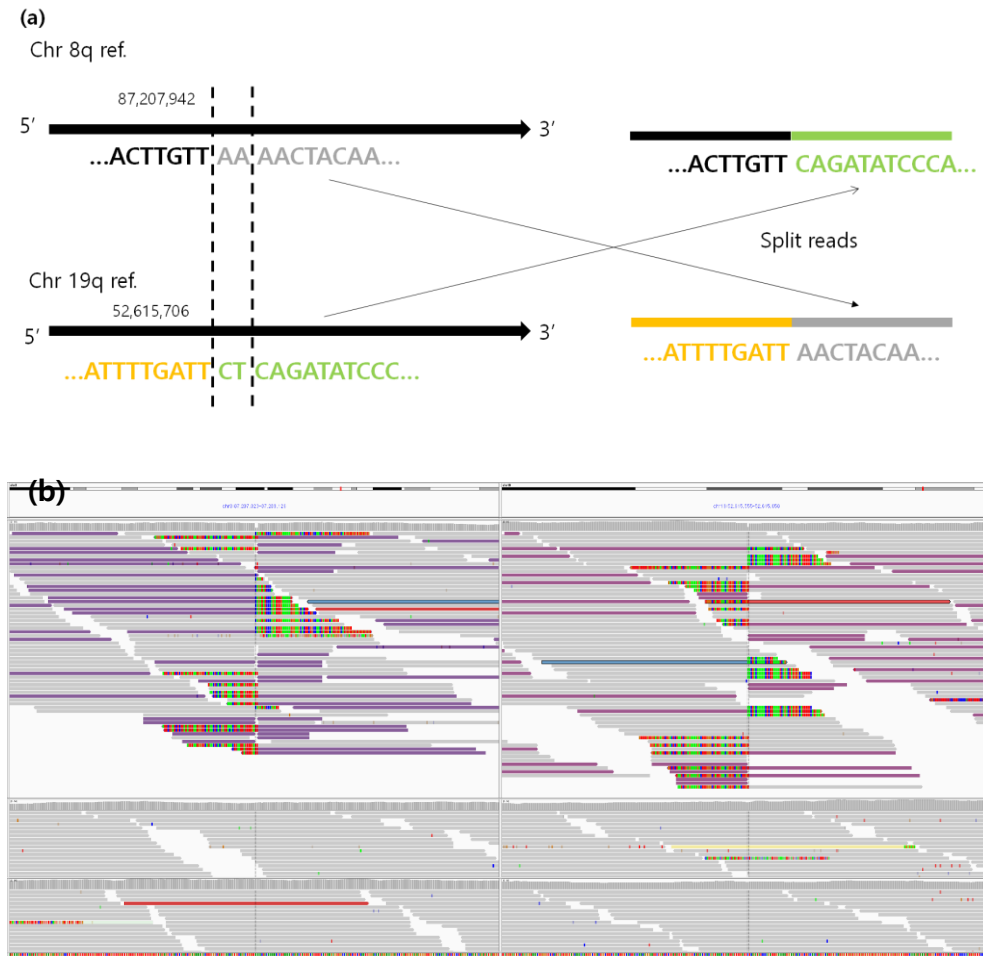 (a)
Chr 8q ref.
87,207,942
5′ 3′
...ACTTGTT AA AACTACAA...
...ACTTGTT CAGATATCCCA...
Split reads
Chr 19q ref.
52,615,706
5′ 3′
...ATTTTGATT CT CAGATATCCC...
...ATTTTGATT AACTACAA...
(b)